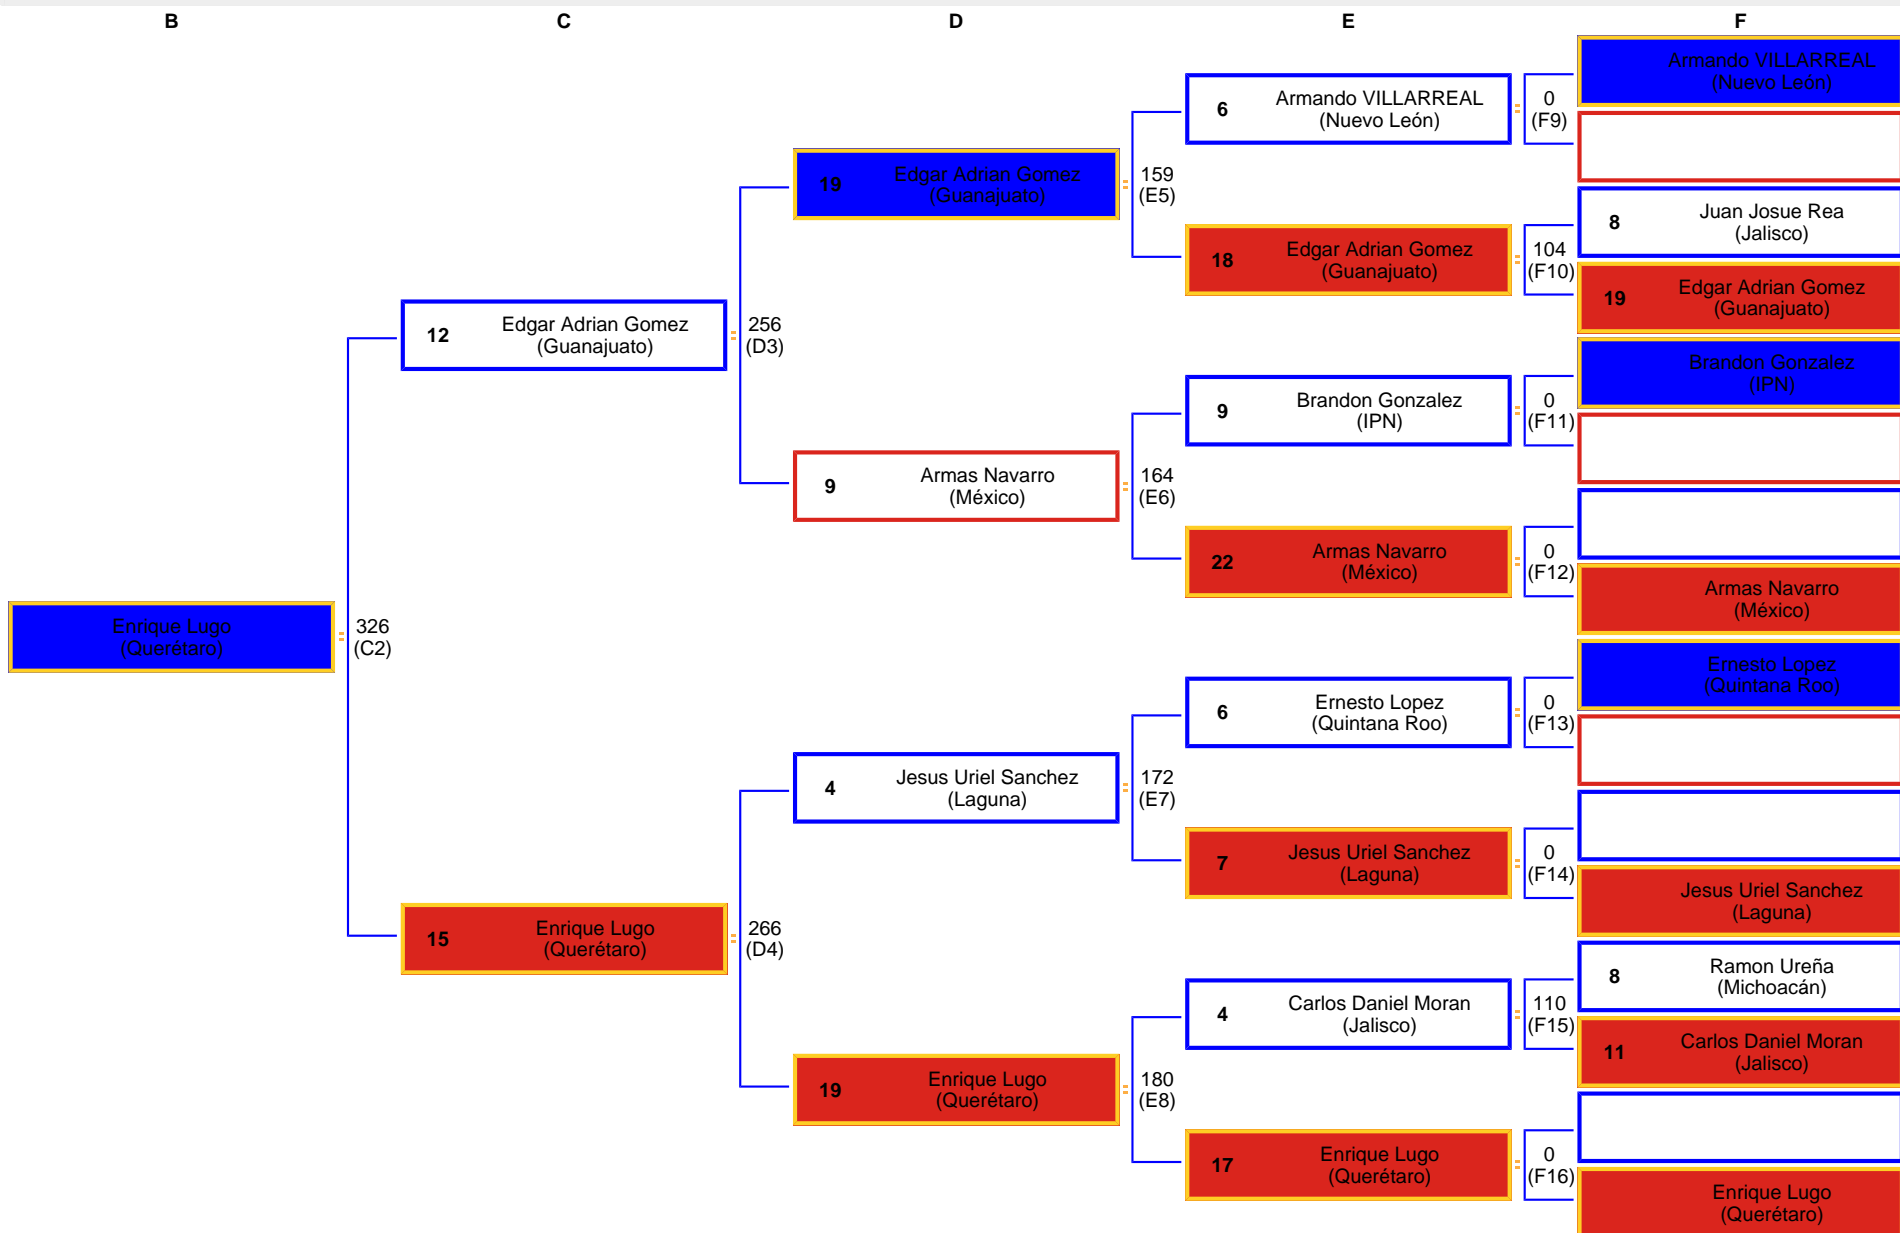 B
C
D
E
F
Enrique Lugo
(Querétaro)
326
(C2)
12
Edgar Adrian Gomez
(Guanajuato)
256
(D3)
15
Enrique Lugo
(Querétaro)
266
(D4)
19
Edgar Adrian Gomez
(Guanajuato)
159
(E5)
9
Armas Navarro
(México)
164
(E6)
4
Jesus Uriel Sanchez
(Laguna)
172
(E7)
19
Enrique Lugo
(Querétaro)
180
(E8)
6
Armando VILLARREAL
(Nuevo León)
0
(F9)
18
Edgar Adrian Gomez
(Guanajuato)
104
(F10)
9
Brandon Gonzalez
(IPN)
0
(F11)
22
Armas Navarro
(México)
0
(F12)
6
Ernesto Lopez
(Quintana Roo)
0
(F13)
7
Jesus Uriel Sanchez
(Laguna)
0
(F14)
4
Carlos Daniel Moran
(Jalisco)
110
(F15)
17
Enrique Lugo
(Querétaro)
0
(F16)
Armando VILLARREAL
(Nuevo León)
8
Juan Josue Rea
(Jalisco)
19
Edgar Adrian Gomez
(Guanajuato)
Brandon Gonzalez
(IPN)
Armas Navarro
(México)
Ernesto Lopez
(Quintana Roo)
Jesus Uriel Sanchez
(Laguna)
8
Ramon Ureña
(Michoacán)
11
Carlos Daniel Moran
(Jalisco)
Enrique Lugo
(Querétaro)